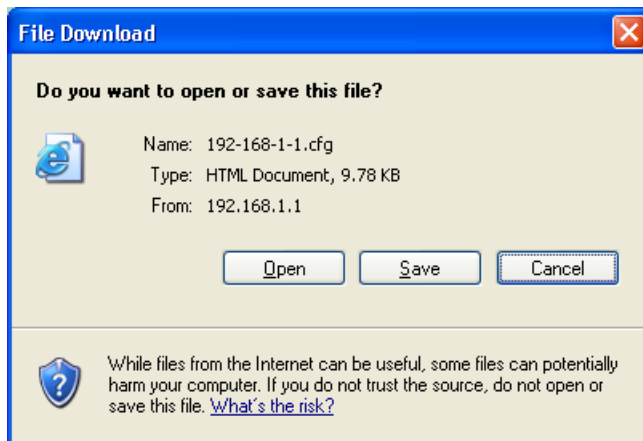 File Download
Do you want to open or save this file?
Name: 192-168-1-1.cfg
Type: HTML Document, 9.78 KB
From: 192.168.1.1
Open Save Cancel
While files from the Internet can be useful, some files can potentially
harm your computer. If you do not trust the source, do not open or
save this file. What's the risk?